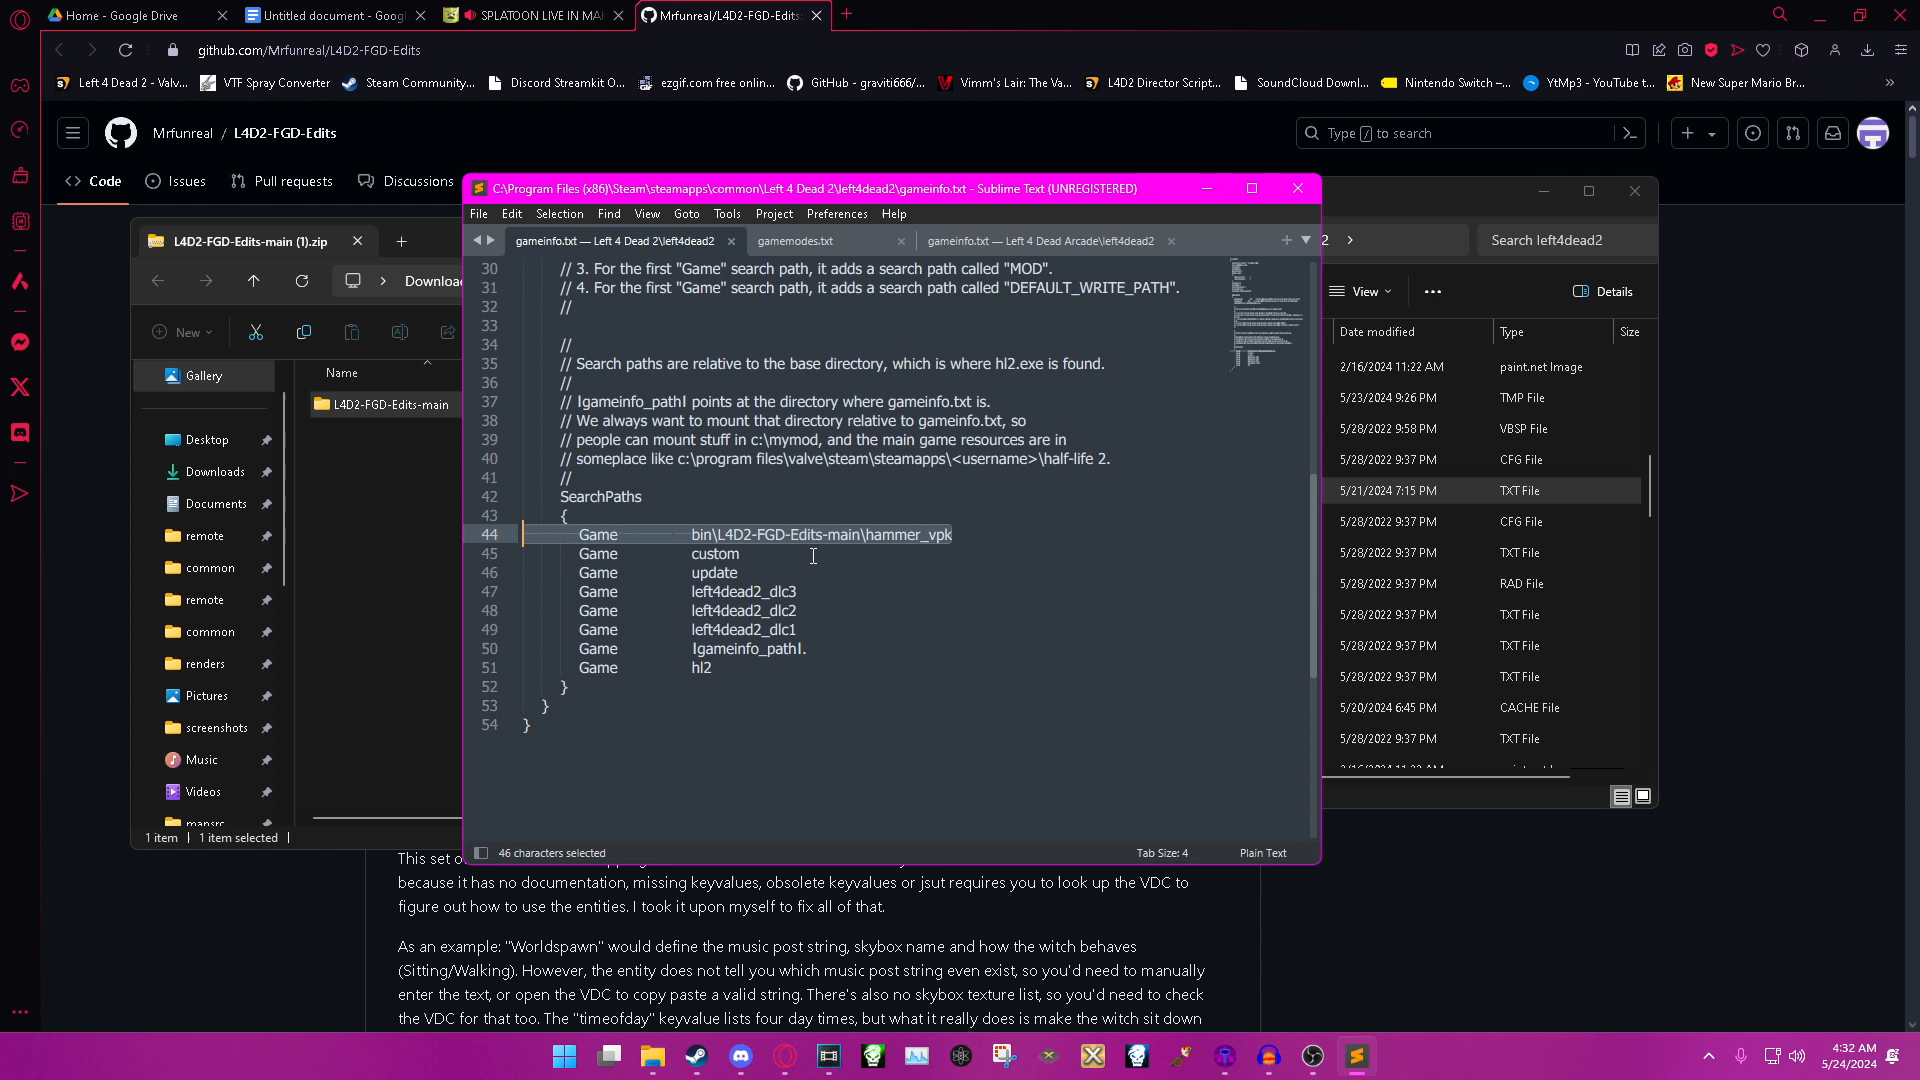 Home - Google Drive
Untitled document - Googl
SPLATOON LIVE IN MA
Mrfunreal/L4D2-FGD-Edits:
github.com/Mrfunreal/L4D2-FGD-Edits
Left 4 Dead 2 - Valv...
VTF Spray Converter
Steam Community...
Discord Streamkit O...
ezgif.com free onlin...
GitHub - graviti666/...
Vimm's Lair: The Va...
L4D2 Director Script...
SoundCloud Downl...
Nintendo Switch –...
YtMp3 - YouTube t...
New Super Mario Br...
Mrfunreal / L4D2-FGD-Edits
Type / to search
Code
Issues
Pull requests
Discussions
C:\Program Files (x86)\Steam\steamapps\common\Left 4 Dead 2\left4dead2\gameinfo.txt - Sublime Text (UNREGISTERED)
File Edit Selection Find View Goto Tools Project Preferences Help
gameinfo.txt — Left 4 Dead 2\left4dead2
gamemodes.txt
gameinfo.txt — Left 4 Dead Arcade\left4dead2
30 // 3. For the first "Game" search path, it adds a search path called "MOD".
31 // 4. For the first "Game" search path, it adds a search path called "DEFAULT_WRITE_PATH".
32 //
33
34 //
35 // Search paths are relative to the base directory, which is where hl2.exe is found.
36 //
37 // |gameinfo_path| points at the directory where gameinfo.txt is.
38 // We always want to mount that directory relative to gameinfo.txt, so
39 // people can mount stuff in c:\mymod, and the main game resources are in
40 // someplace like c:\program files\valve\steam\steamapps\<username>\half-life 2.
41 //
42 SearchPaths
43 {
44 Game bin\L4D2-FGD-Edits-main\hammer_vpk
45 Game custom
46 Game update
47 Game left4dead2_dlc3
48 Game left4dead2_dlc2
49 Game left4dead2_dlc1
50 Game |gameinfo_path|.
51 Game hl2
52 }
53 }
54 }
46 characters selected
Tab Size: 4
Plain Text
L4D2-FGD-Edits-main (1).zip
Downloa
New
Gallery
Name
L4D2-FGD-Edits-main
Desktop
Downloads
Documents
remote
common
remote
common
renders
Pictures
screenshots
Music
Videos
mapsrc
1 item
1 item selected
2
Search left4dead2
View
Details
Date modified Type Size
2/16/2024 11:22 AM paint.net Image
5/23/2024 9:26 PM TMP File
5/28/2022 9:58 PM VBSP File
5/28/2022 9:37 PM CFG File
5/21/2024 7:15 PM TXT File
5/28/2022 9:37 PM CFG File
5/28/2022 9:37 PM TXT File
5/28/2022 9:37 PM RAD File
5/28/2022 9:37 PM TXT File
5/28/2022 9:37 PM TXT File
5/28/2022 9:37 PM TXT File
5/20/2024 6:45 PM CACHE File
5/28/2022 9:37 PM TXT File
This set o
because it has no documentation, missing keyvalues, obsolete keyvalues or jsut requires you to look up the VDC to
figure out how to use the entities. I took it upon myself to fix all of that.
As an example: "Worldspawn" would define the music post string, skybox name and how the witch behaves
(Sitting/Walking). However, the entity does not tell you which music post string even exist, so you'd need to manually
enter the text, or open the VDC to copy paste a valid string. There's also no skybox texture list, so you'd need to check
the VDC for that too. The "timeofday" keyvalue lists four day times, but what it really does is make the witch sit down
4:32 AM
5/24/2024